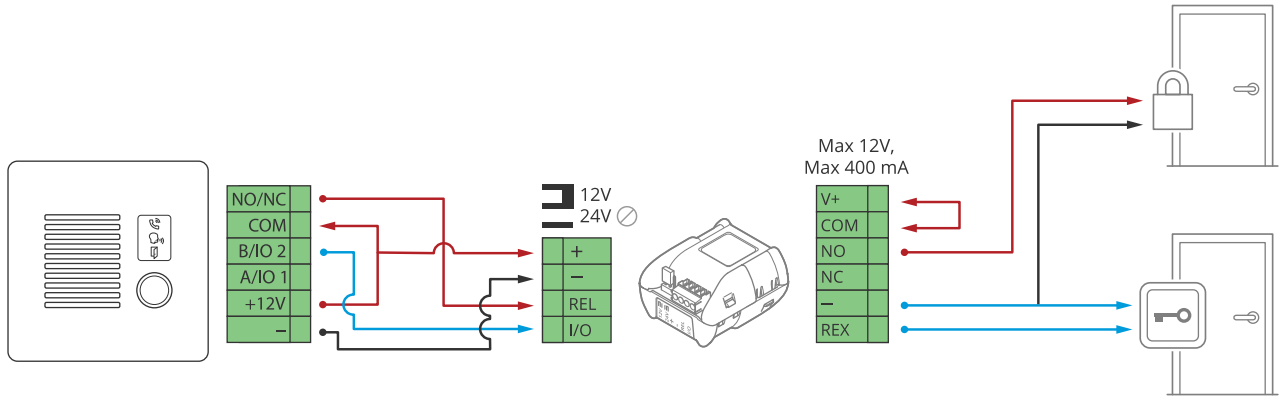 NO/NC
COM
B/IO 2
A/IO 1
+12V
–
12V
24V
+
–
REL
I/O
Max 12V,
Max 400 mA
V+
COM
NO
NC
–
REX